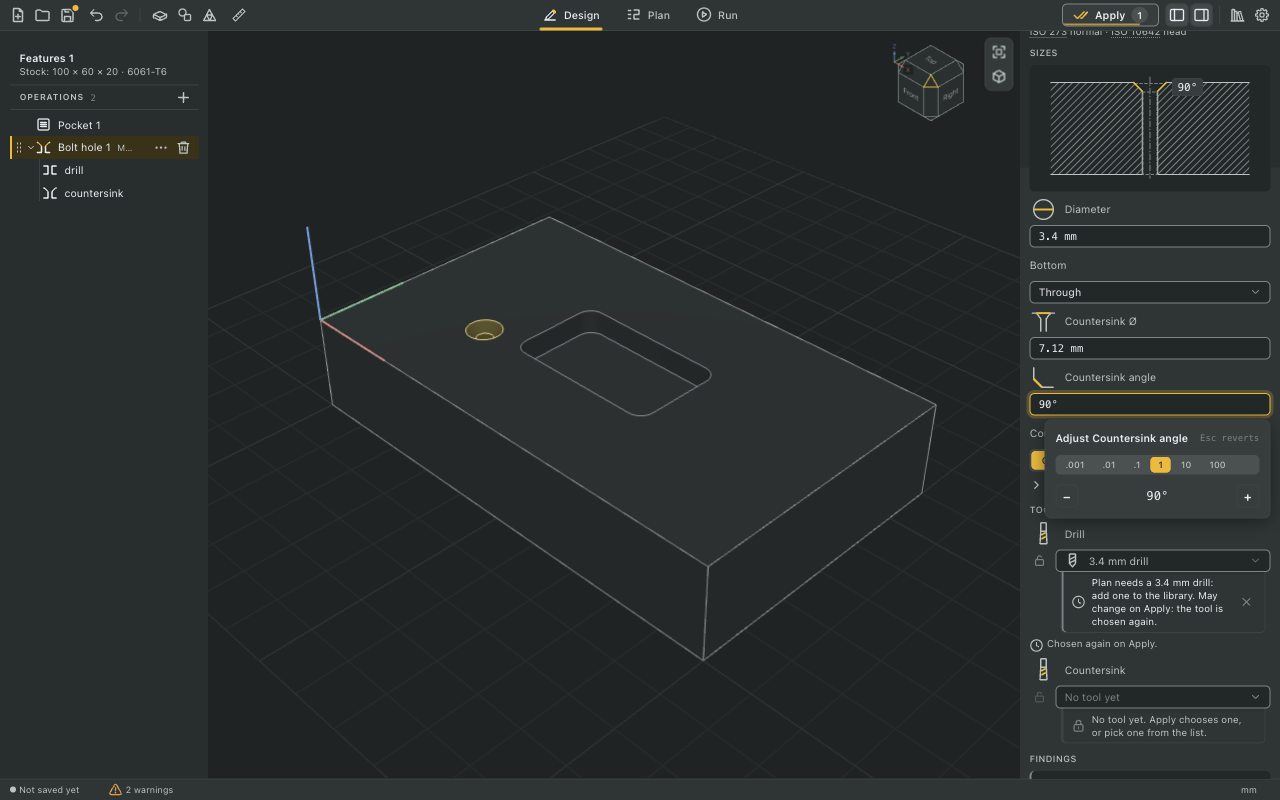 Design
Plan
Run
Apply 1
Features 1
Stock: 100 × 60 × 20 · 6061-T6
OPERATIONS 2
Pocket 1
Bolt hole 1 M...
drill
countersink
Z
Top
Front
Right
ISO 273 normal · ISO 10642 head
SIZES
90°
Diameter
3.4 mm
Bottom
Through
Countersink Ø
7.12 mm
Countersink angle
90°
Adjust Countersink angle Esc reverts
.001 .01 .1 1 10 100
− 90° +
Drill
3.4 mm drill
Plan needs a 3.4 mm drill:
add one to the library. May
change on Apply: the tool is
chosen again.
Chosen again on Apply.
Countersink
No tool yet
No tool yet. Apply chooses one,
or pick one from the list.
FINDINGS
Not saved yet
2 warnings
mm